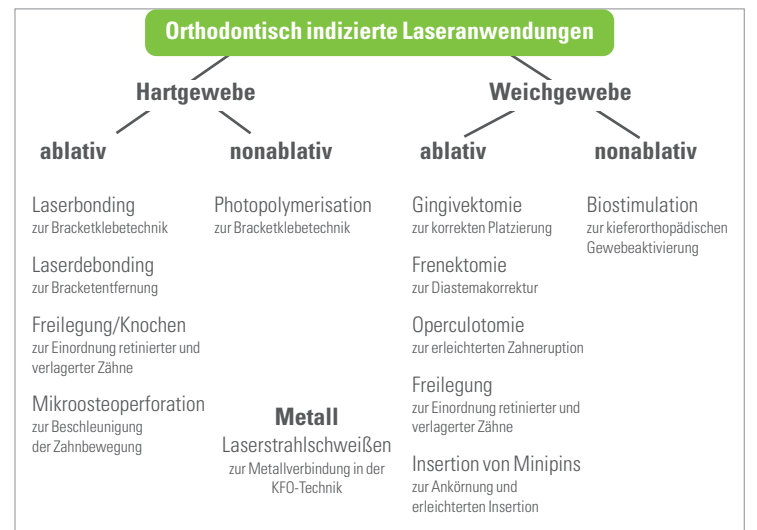 Orthodontisch indizierte Laseranwendungen
Hartgewebe
Weichgewebe
ablativ
nonablativ
ablativ
nonablativ
Laserbonding
zur Bracketklebetechnik
Laserdebonding
zur Bracketentfernung
Freilegung/Knochen
zur Einordnung retinierter und
verlagerter Zähne
Mikroosteoperforation
zur Beschleunigung
der Zahnbewegung
Photopolymerisation
zur Bracketklebetechnik
Metall
Laserstrahlschweißen
zur Metallverbindung in der
KFO-Technik
Gingivektomie
zur korrekten Platzierung
Frenektomie
zur Diastemakorrektur
Operculotomie
zur erleichterten Zahneruption
Freilegung
zur Einordnung retinierter und
verlagerter Zähne
Insertion von Minipins
zur Ankörnung und
erleichterten Insertion
Biostimulation
zur kieferorthopädischen
Gewebeaktivierung